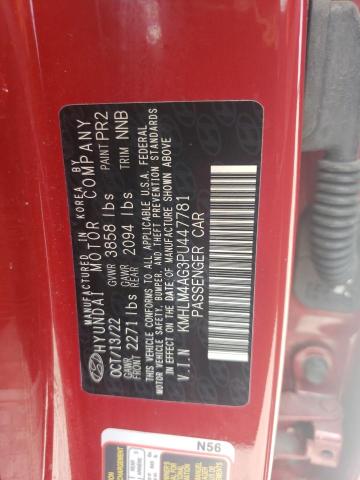 MANUFACTURED IN KOREA BY
HYUNDAI MOTOR COMPANY
OCT/13/22 GVWR 3858 lbs PAINT PR2
GAWR FRONT 2271 lbs GAWR REAR 2094 lbs TRIM NNB
THIS VEHICLE CONFORMS TO ALL APPLICABLE U.S.A. FEDERAL
MOTOR VEHICLE SAFETY, BUMPER, AND THEFT PREVENTION STANDARDS
IN EFFECT ON THE DATE OF MANUFACTURE SHOWN ABOVE
V.I.N KMHLM4AG3PU447781
PASSENGER CAR
N56